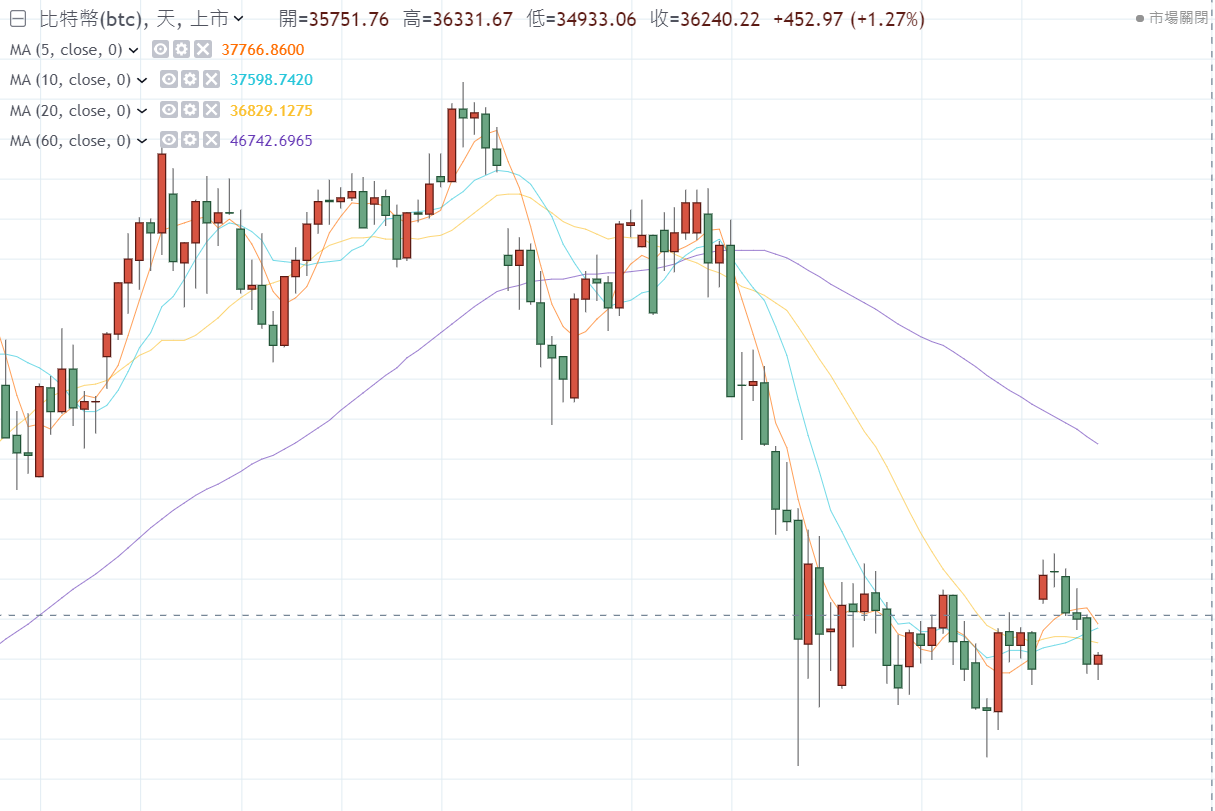 比特幣(btc), 天, 上市 開=35751.76 高=36331.67 低=34933.06 收=36240.22 +452.97 (+1.27%) 市場關閉
MA (5, close, 0) 37766.8600
MA (10, close, 0) 37598.7420
MA (20, close, 0) 36829.1275
MA (60, close, 0) 46742.6965